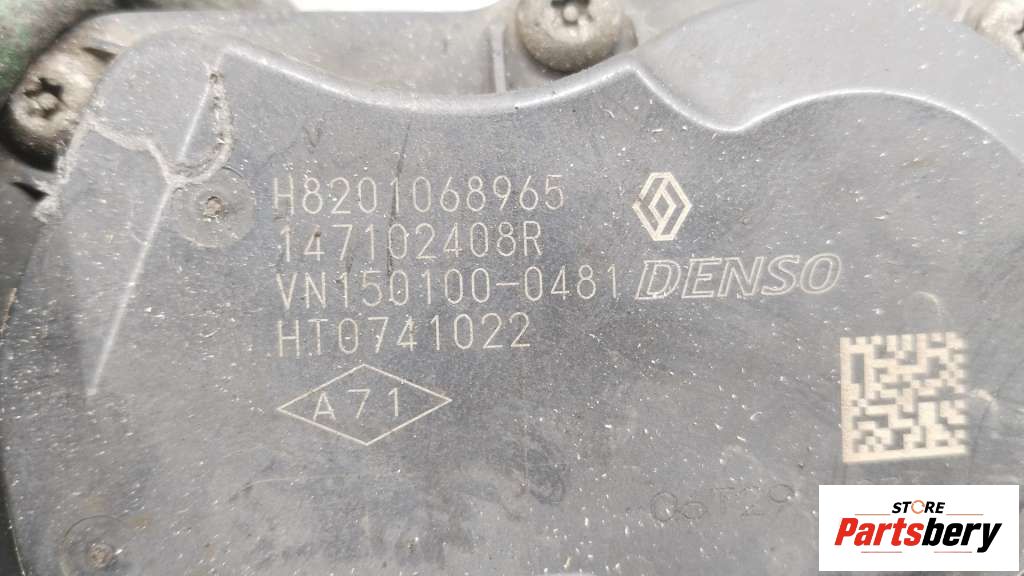 H8201068965
147102408R
VN150100-0481 DENSO
HT0741022
A71
STORE
Partsbery